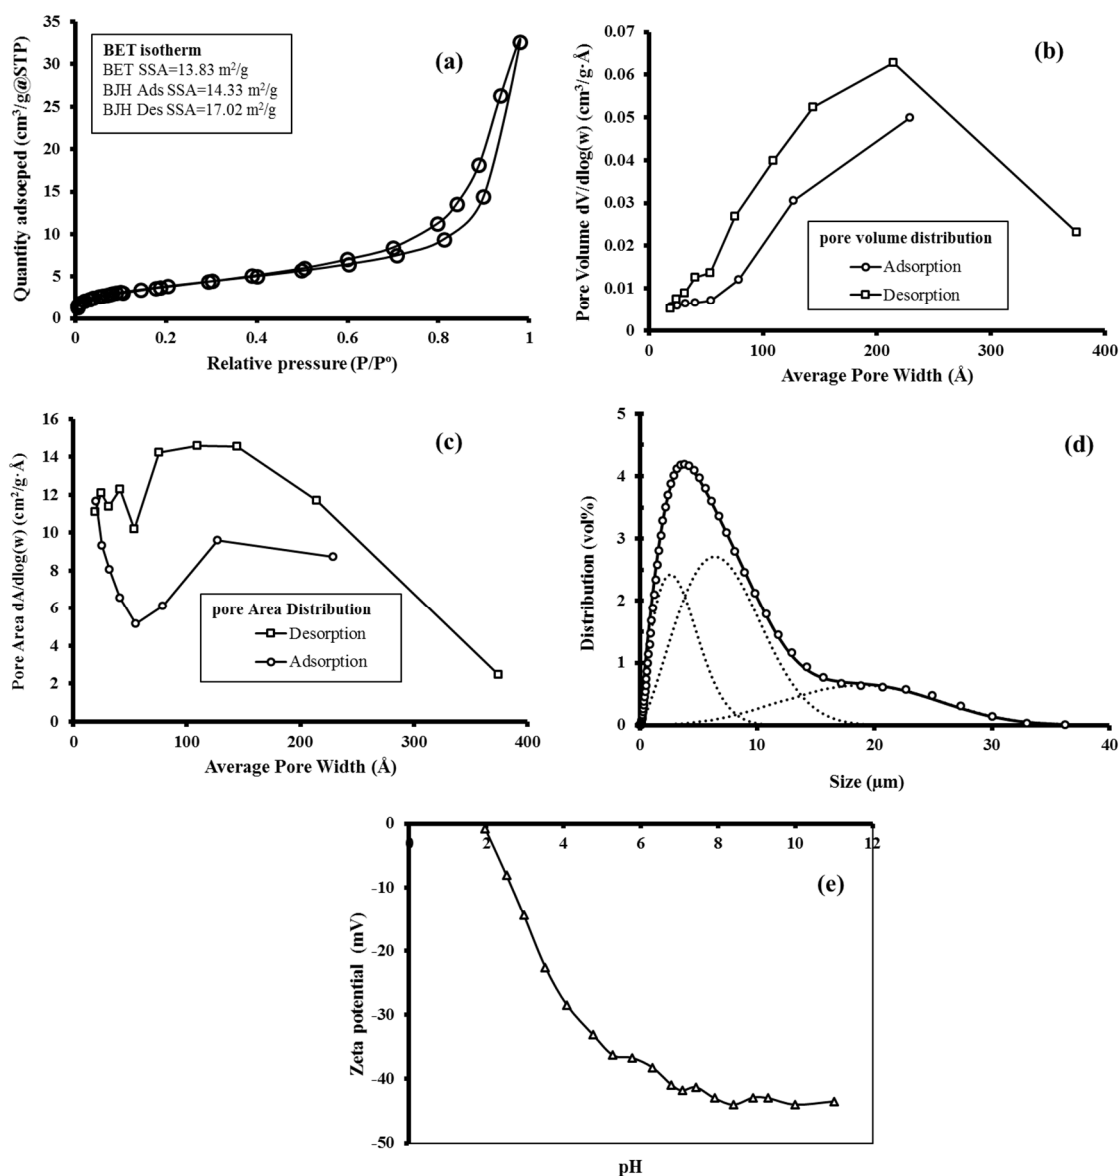 (a)
BET isotherm
BET SSA=13.83 m²/g
BJH Ads SSA=14.33 m²/g
BJH Des SSA=17.02 m²/g
Quantity adsoeped (cm³/g@STP)
35
30
25
20
15
10
5
0
0 0.2 0.4 0.6 0.8 1
Relative pressure (P/Pº)
(b)
Pore Volume dV/dlog(w) (cm³/g·Å)
0.07
0.06
0.05
0.04
0.03
0.02
0.01
0
pore volume distribution
Adsorption
Desorption
0 100 200 300 400
Average Pore Width (Å)
(c)
Pore Area dA/dlog(w) (cm²/g·Å)
16
14
12
10
8
6
4
2
0
pore Area Distribution
Desorption
Adsorption
0 100 200 300 400
Average Pore Width (Å)
(d)
Distribution (vol%)
5
4
3
2
1
0
0 10 20 30 40
Size (µm)
(e)
Zeta potential (mV)
0
-10
-20
-30
-40
-50
0 2 4 6 8 10 12
pH